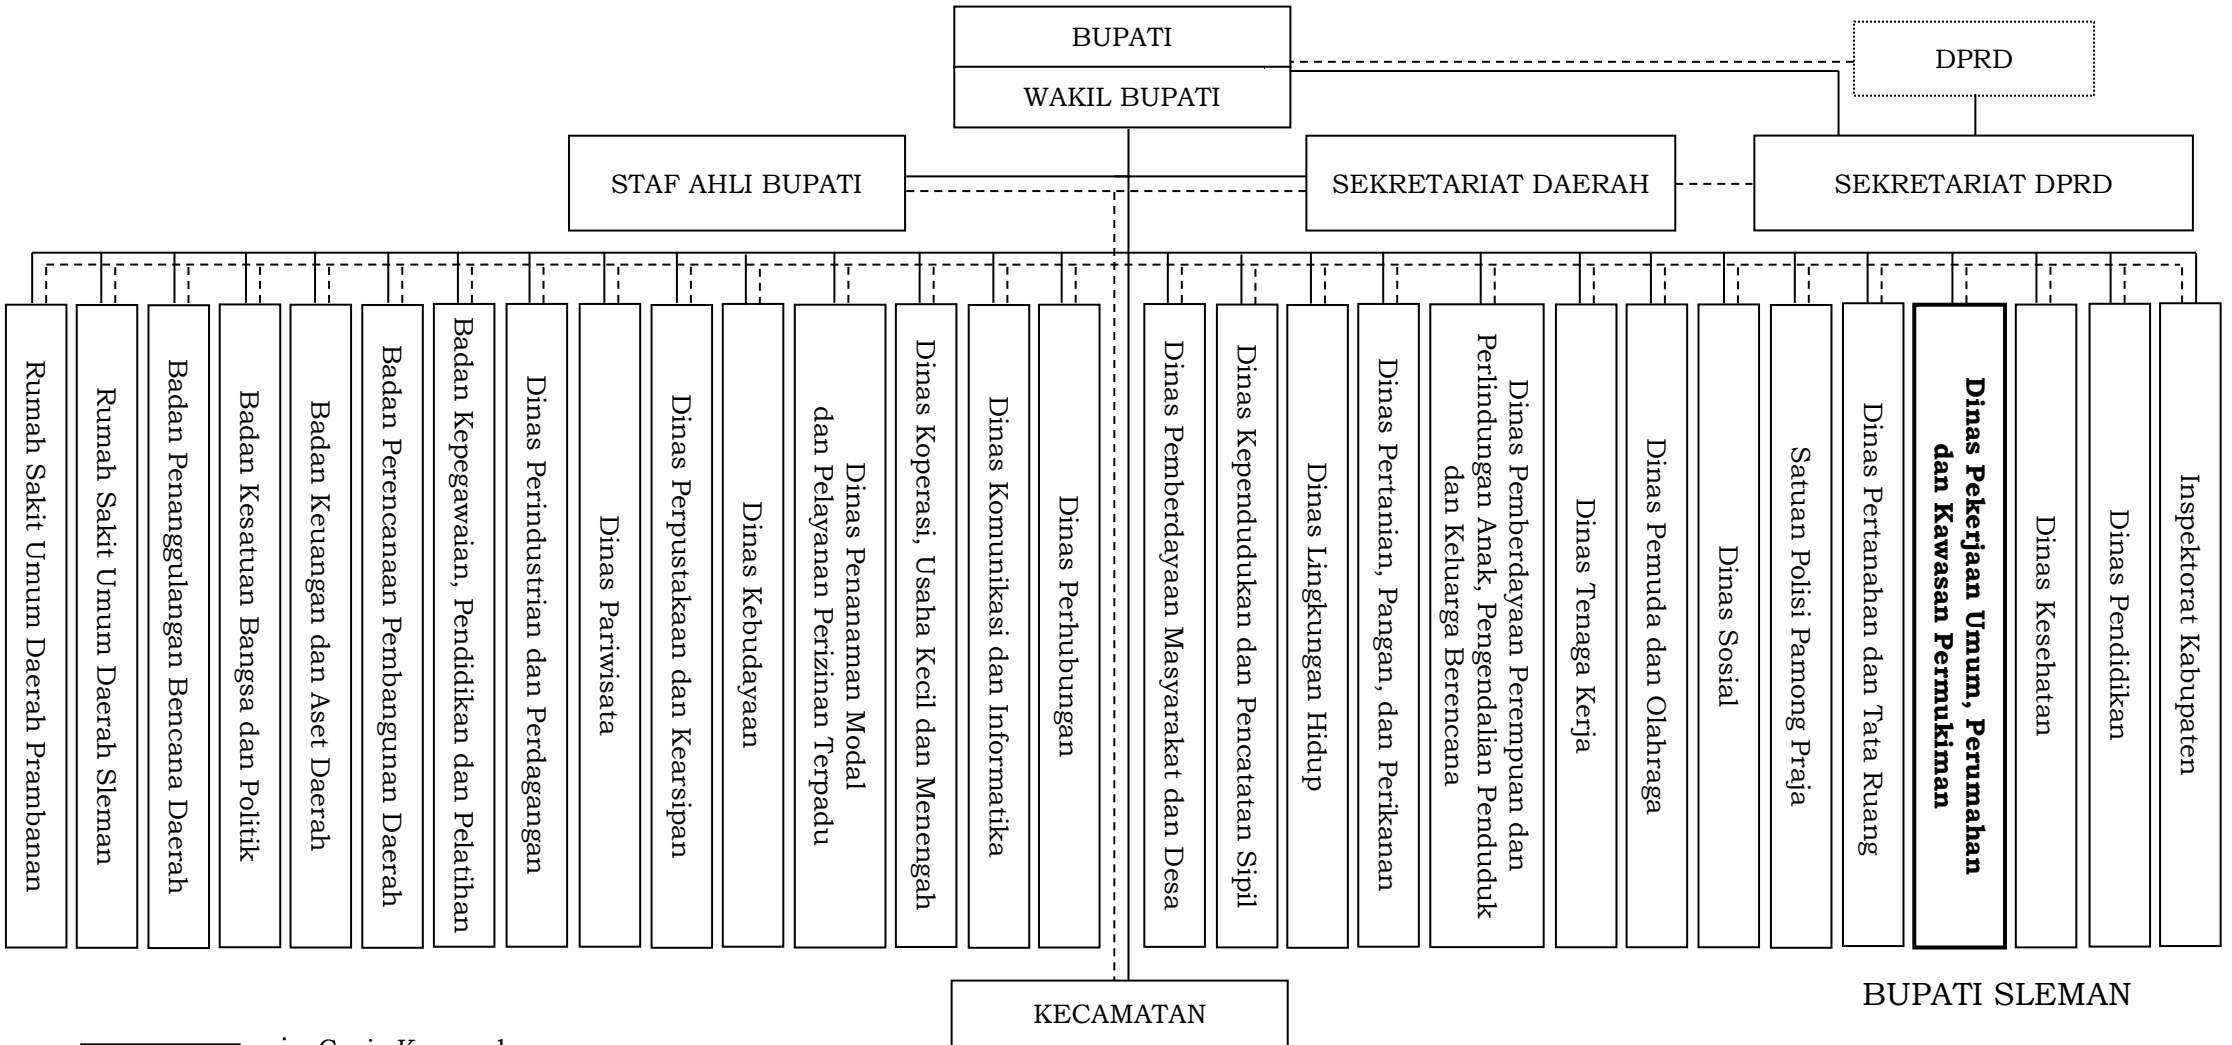 BUPATI
DPRD
WAKIL BUPATI
STAF AHLI BUPATI
SEKRETARIAT DAERAH
SEKRETARIAT DPRD
Rumah Sakit Umum Daerah Prambanan
Rumah Sakit Umum Daerah Sleman
Badan Penanggulangan Bencana Daerah
Badan Kesatuan Bangsa dan Politik
Badan Keuangan dan Aset Daerah
Badan Perencanaan Pembangunan Daerah
Badan Kepegawaian, Pendidikan dan Pelatihan
Dinas Perindustrian dan Perdagangan
Dinas Pariwisata
Dinas Perpustakaan dan Kearsipan
Dinas Kebudayaan
Dinas Penanaman Modal
dan Pelayanan Perizinan Terpadu
Dinas Koperasi, Usaha Kecil dan Menengah
Dinas Komunikasi dan Informatika
Dinas Perhubungan
Dinas Pemberdayaan Masyarakat dan Desa
Dinas Kependudukan dan Pencatatan Sipil
Dinas Lingkungan Hidup
Dinas Pertanian, Pangan, dan Perikanan
Dinas Pemberdayaan Perempuan dan
Perlindungan Anak, Pengendalian Penduduk
dan Keluarga Berencana
Dinas Tenaga Kerja
Dinas Pemuda dan Olahraga
Dinas Sosial
Satuan Polisi Pamong Praja
Dinas Pertanahan dan Tata Ruang
Dinas Pekerjaan Umum, Perumahan
dan Kawasan Permukiman
Dinas Kesehatan
Dinas Pendidikan
Inspektorat Kabupaten
BUPATI SLEMAN
KECAMATAN